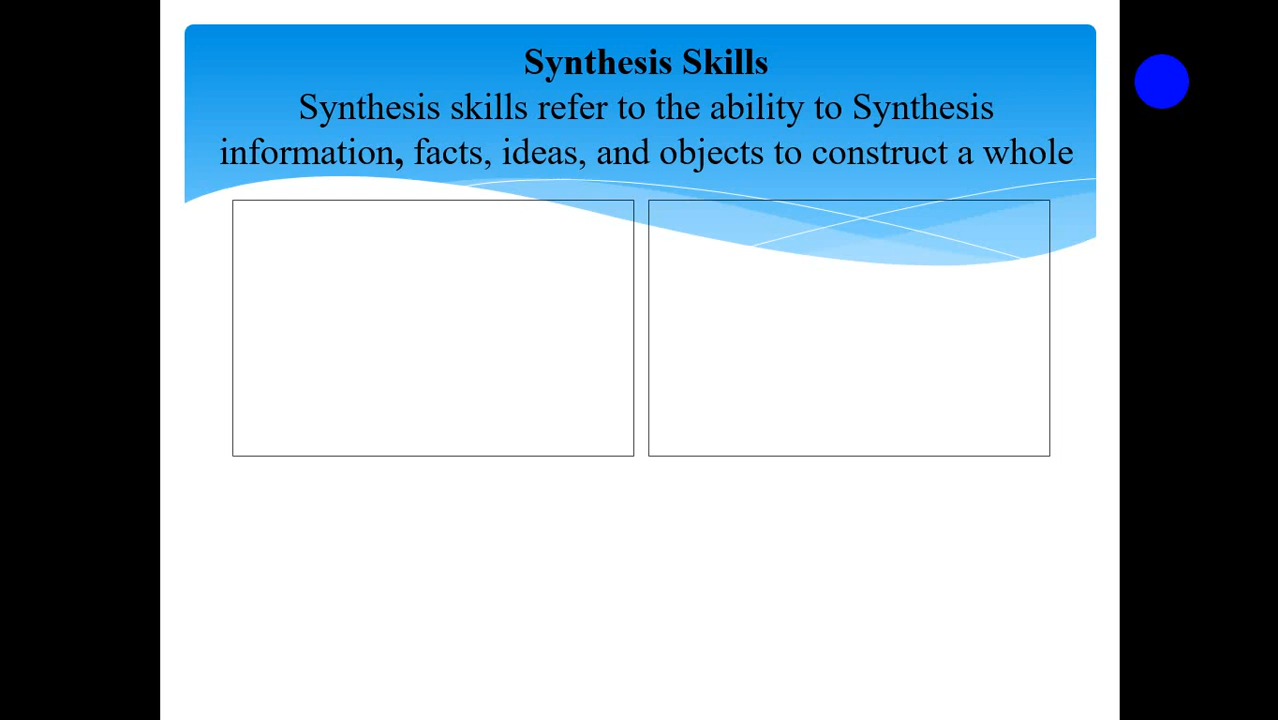 Synthesis Skills
Synthesis skills refer to the ability to Synthesis
information, facts, ideas, and objects to construct a whole